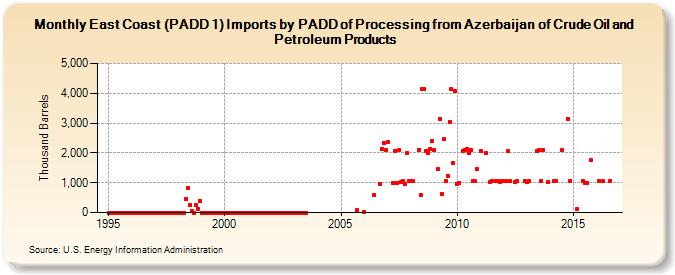 Monthly East Coast (PADD 1) Imports by PADD of Processing from Azerbaijan of Crude Oil and
Petroleum Products
Thousand Barrels
5,000
4,000
3,000
2,000
1,000
0
1995
2000
2005
2010
2015
Source: U.S. Energy Information Administration